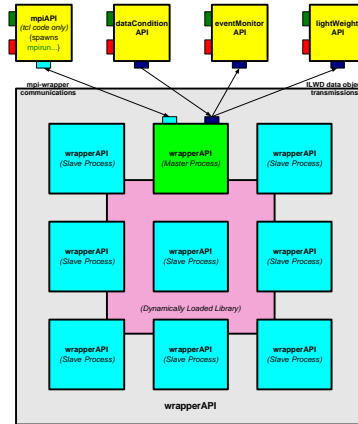 mpiAPI
(tcl code only)
{spawns
mpirun...}
dataCondition
API
eventMonitor
API
lightWeight
API
mpi-wrapper
communications
ILWD data object
transmissions
wrapperAPI
(Slave Process)
wrapperAPI
(Master Process)
wrapperAPI
(Slave Process)
wrapperAPI
(Slave Process)
wrapperAPI
(Slave Process)
wrapperAPI
(Slave Process)
(Dynamically Loaded Library)
wrapperAPI
(Slave Process)
wrapperAPI
(Slave Process)
wrapperAPI
(Slave Process)
wrapperAPI